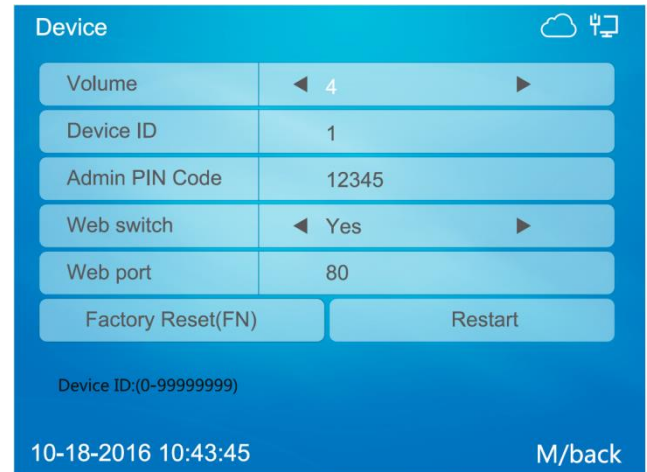 Device
Volume 4
Device ID 1
Admin PIN Code 12345
Web switch Yes
Web port 80
Factory Reset(FN) Restart
Device ID:(0-99999999)
10-18-2016 10:43:45 M/back